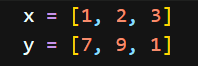 x = [1, 2, 3]
y = [7, 9, 1]